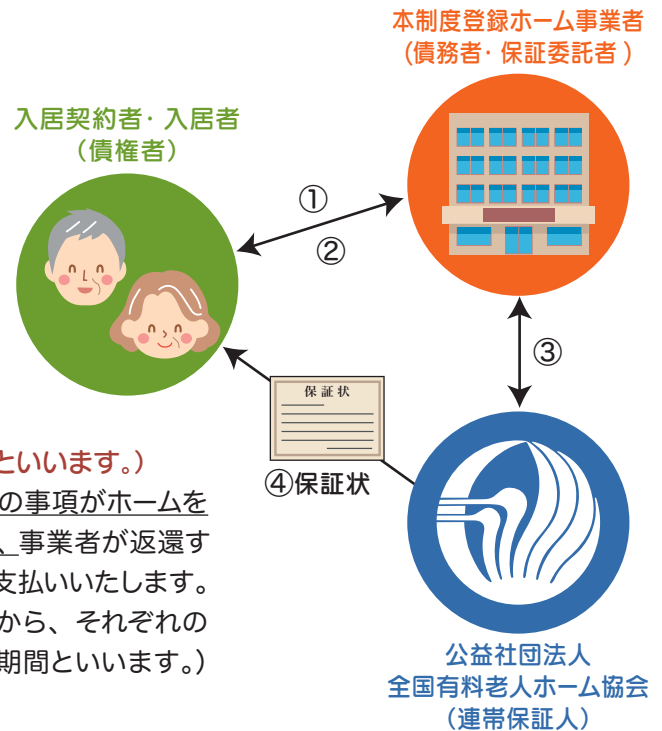 本制度登録ホーム事業者
(債務者・保証委託者)
入居契約者・入居者
(債権者)
①
②
③
保証状
④保証状
といいます。)
の事項がホームを
、事業者が返還す
支払いいたします。
から、それぞれの
期間といいます。)
公益社団法人
全国有料老人ホーム協会
(連帯保証人)